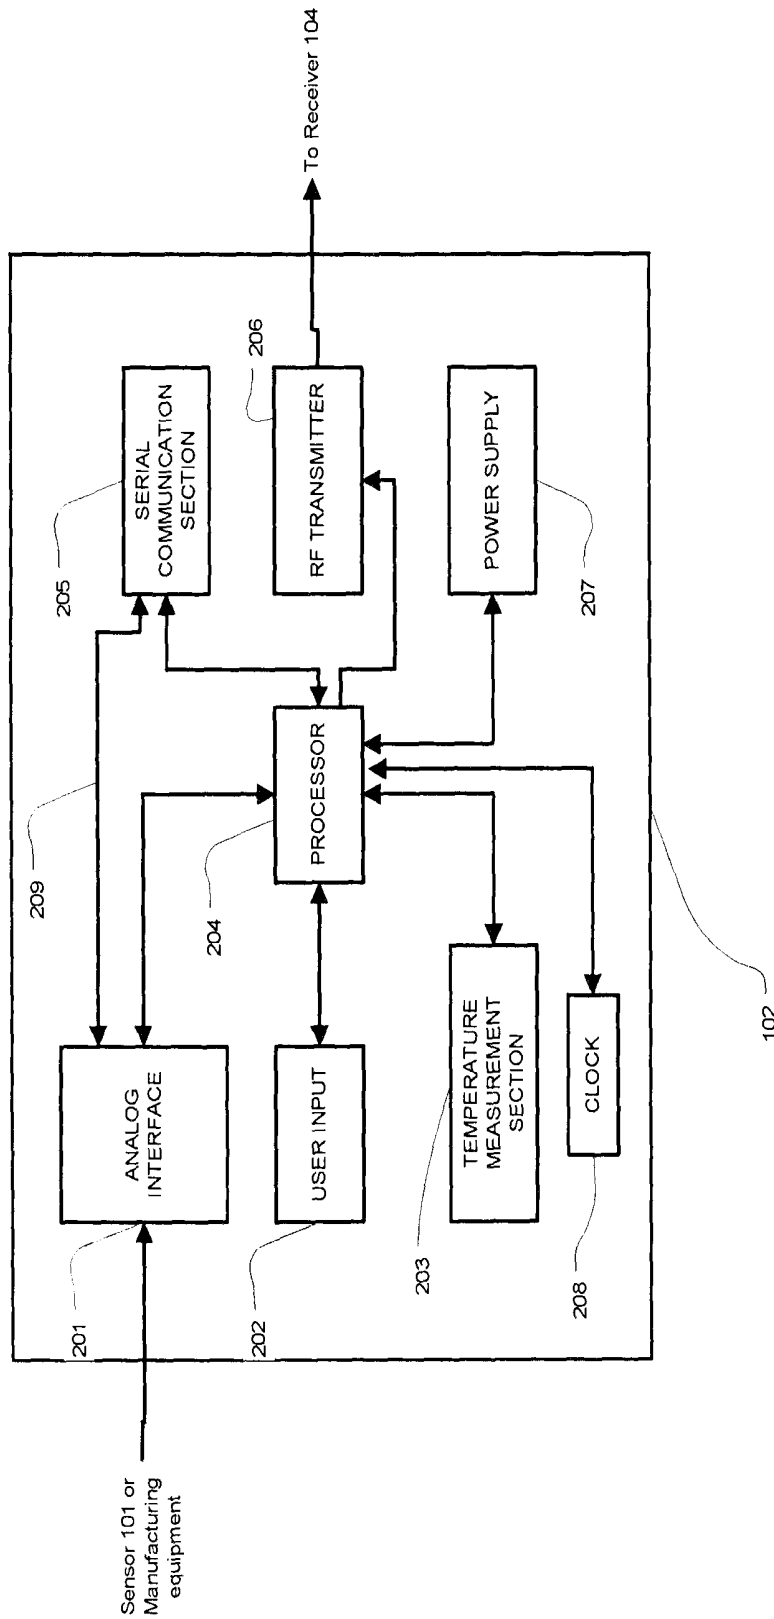 Sensor 101 or
Manufacturing
equipment
201
ANALOG
INTERFACE
209
205
SERIAL
COMMUNICATION
SECTION
202
USER INPUT
204
PROCESSOR
206
RF TRANSMITTER
To Receiver 104
203
TEMPERATURE
MEASUREMENT
SECTION
POWER SUPPLY
207
208
CLOCK
102